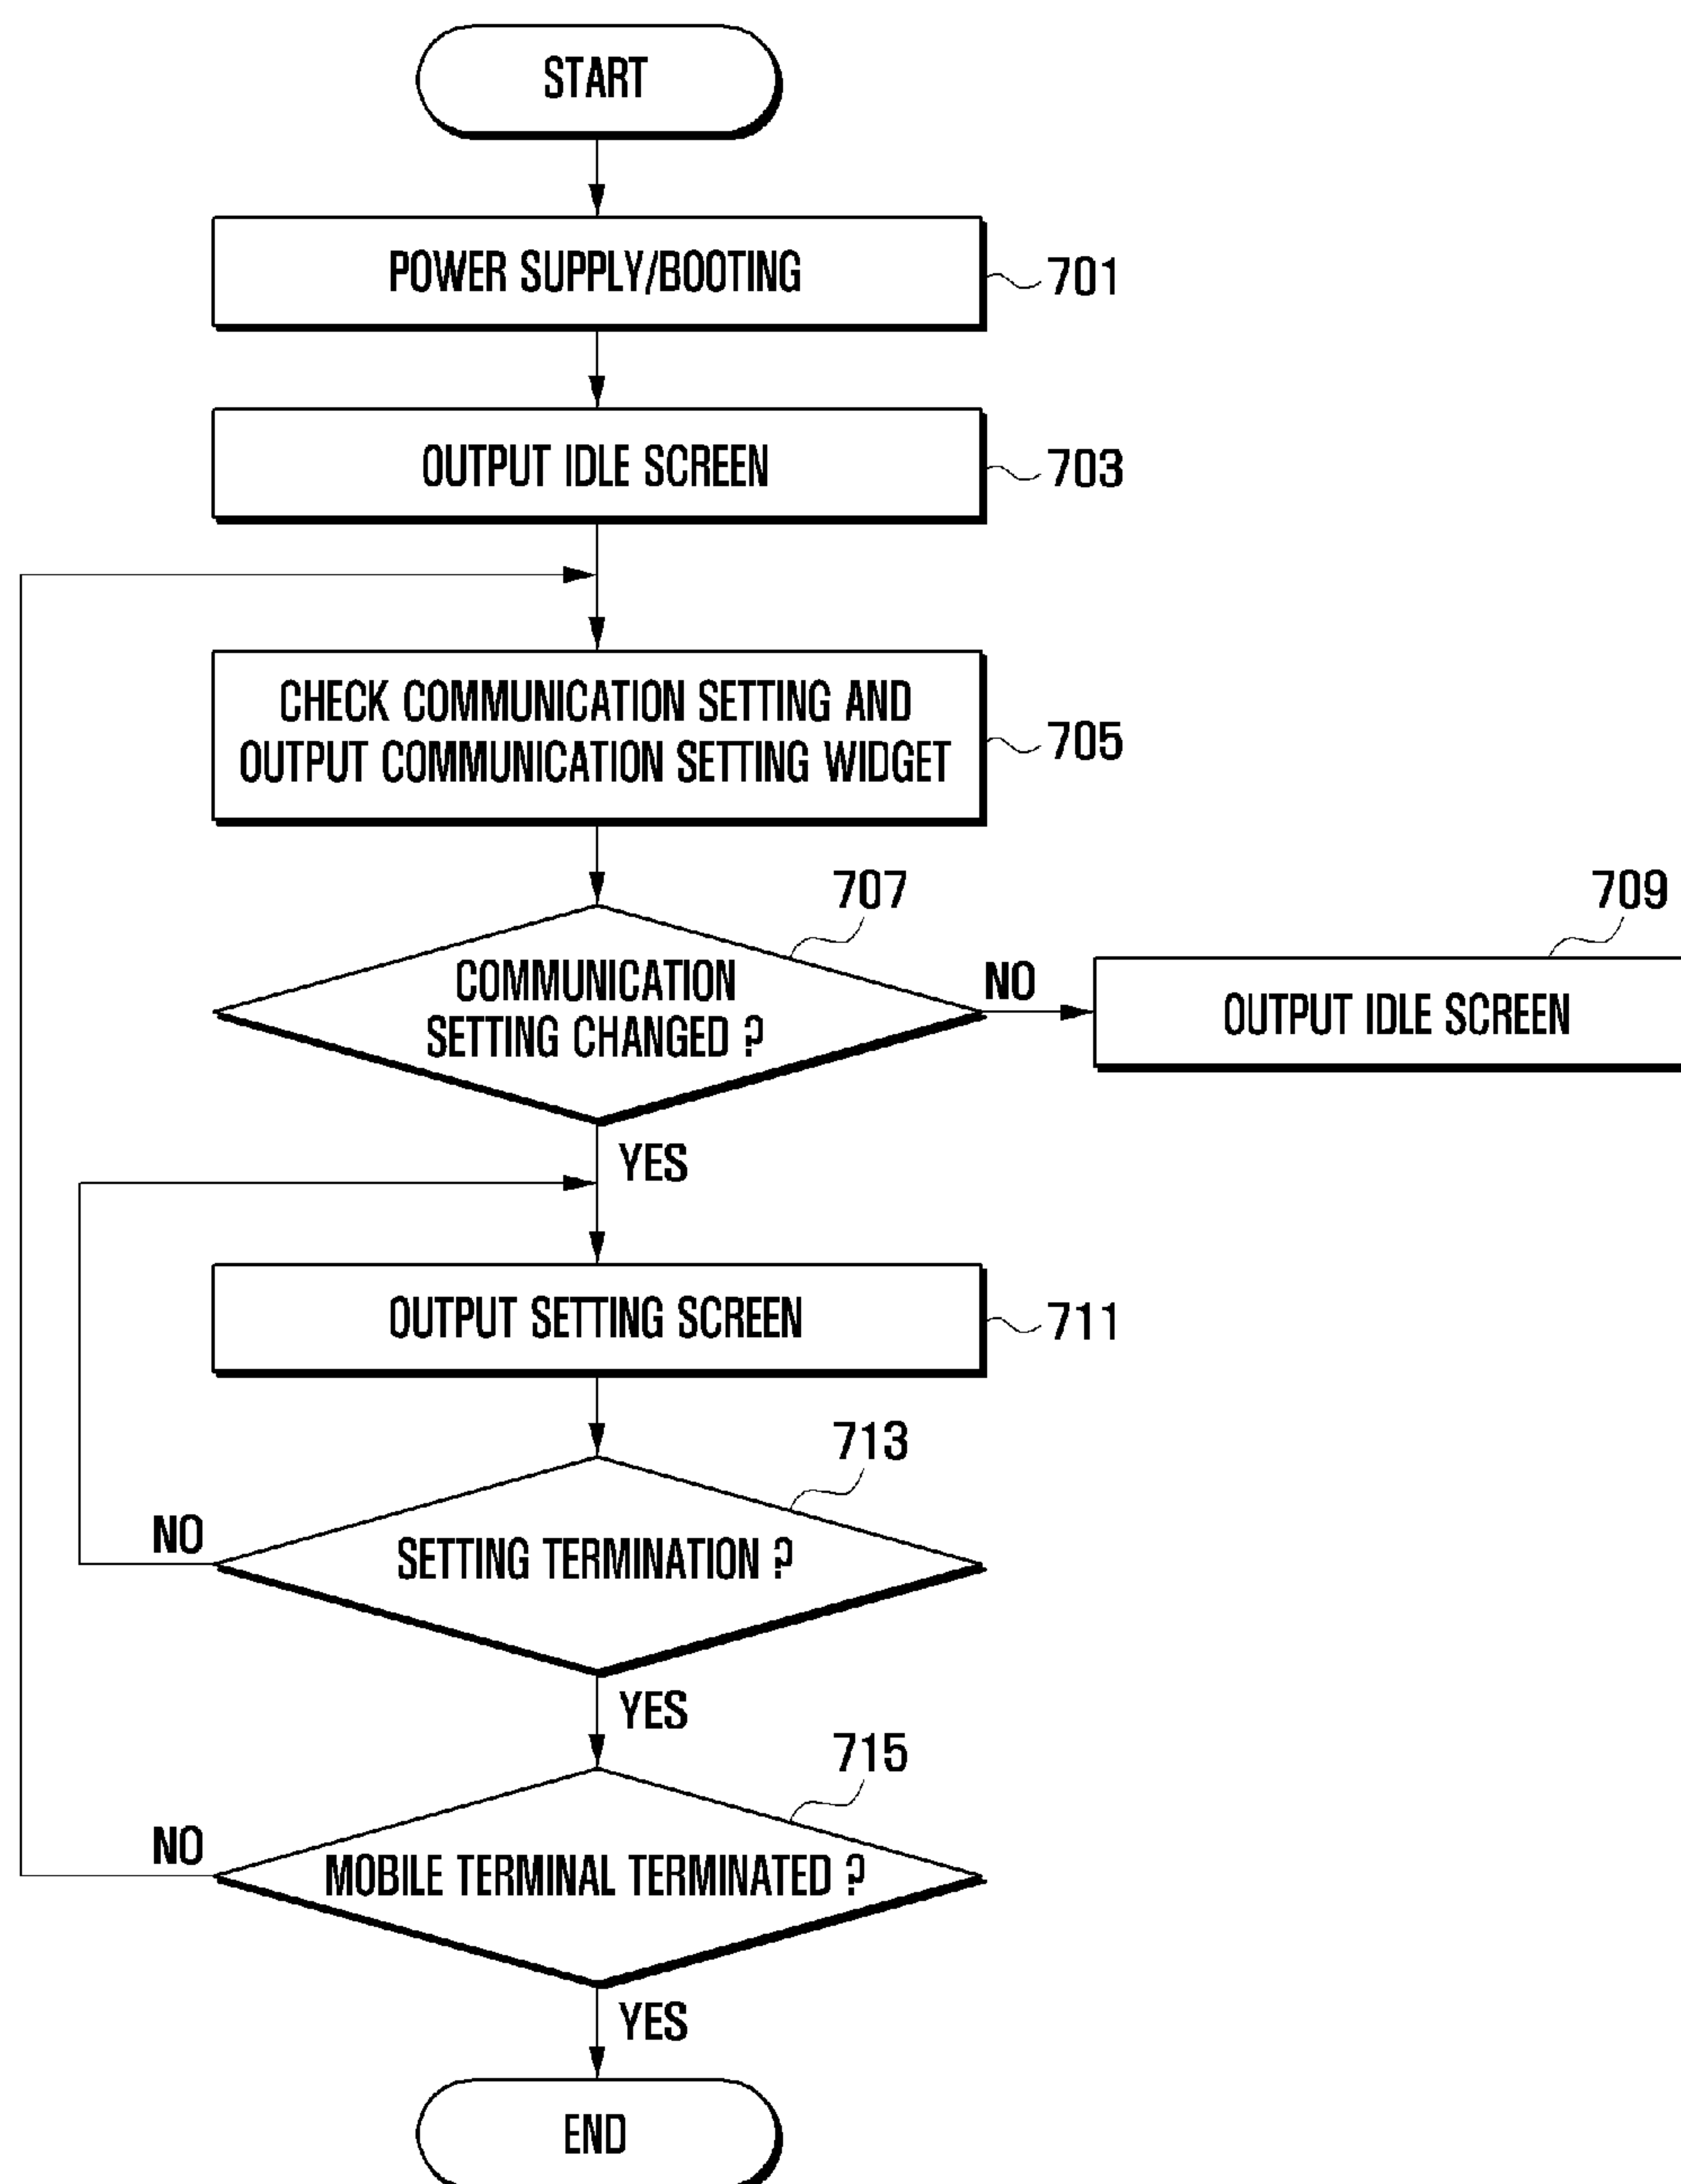 START
POWER SUPPLY/BOOTING
701
OUTPUT IDLE SCREEN
703
CHECK COMMUNICATION SETTING AND
OUTPUT COMMUNICATION SETTING WIDGET
705
707
709
COMMUNICATION
SETTING CHANGED ?
NO
OUTPUT IDLE SCREEN
YES
OUTPUT SETTING SCREEN
711
713
NO
SETTING TERMINATION ?
YES
715
NO
MOBILE TERMINAL TERMINATED ?
YES
END